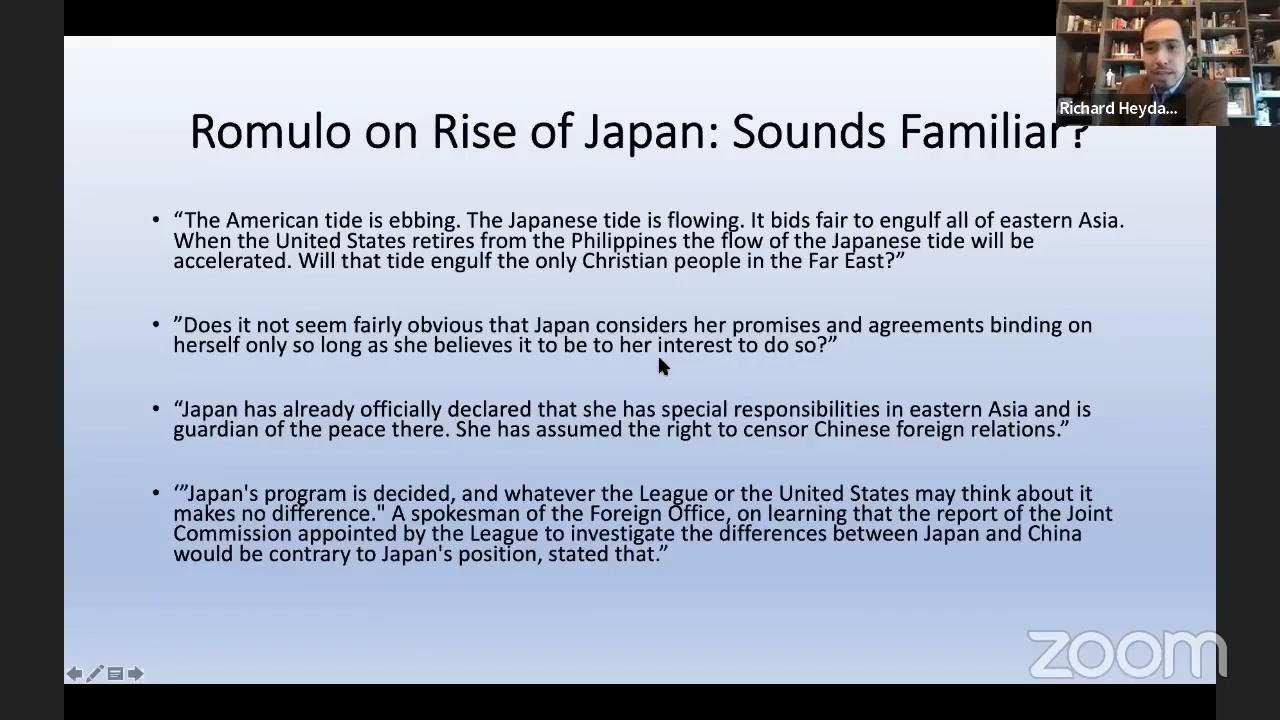 Richard Heyda...
Romulo on Rise of Japan: Sounds Familiar?
• “The American tide is ebbing. The Japanese tide is flowing. It bids fair to engulf all of eastern Asia.
When the United States retires from the Philippines the flow of the Japanese tide will be
accelerated. Will that tide engulf the only Christian people in the Far East?”
• ”Does it not seem fairly obvious that Japan considers her promises and agreements binding on
herself only so long as she believes it to be to her interest to do so?”
• “Japan has already officially declared that she has special responsibilities in eastern Asia and is
guardian of the peace there. She has assumed the right to censor Chinese foreign relations.”
• ‘”Japan's program is decided, and whatever the League or the United States may think about it
makes no difference." A spokesman of the Foreign Office, on learning that the report of the Joint
Commission appointed by the League to investigate the differences between Japan and China
would be contrary to Japan's position, stated that.”
zoom